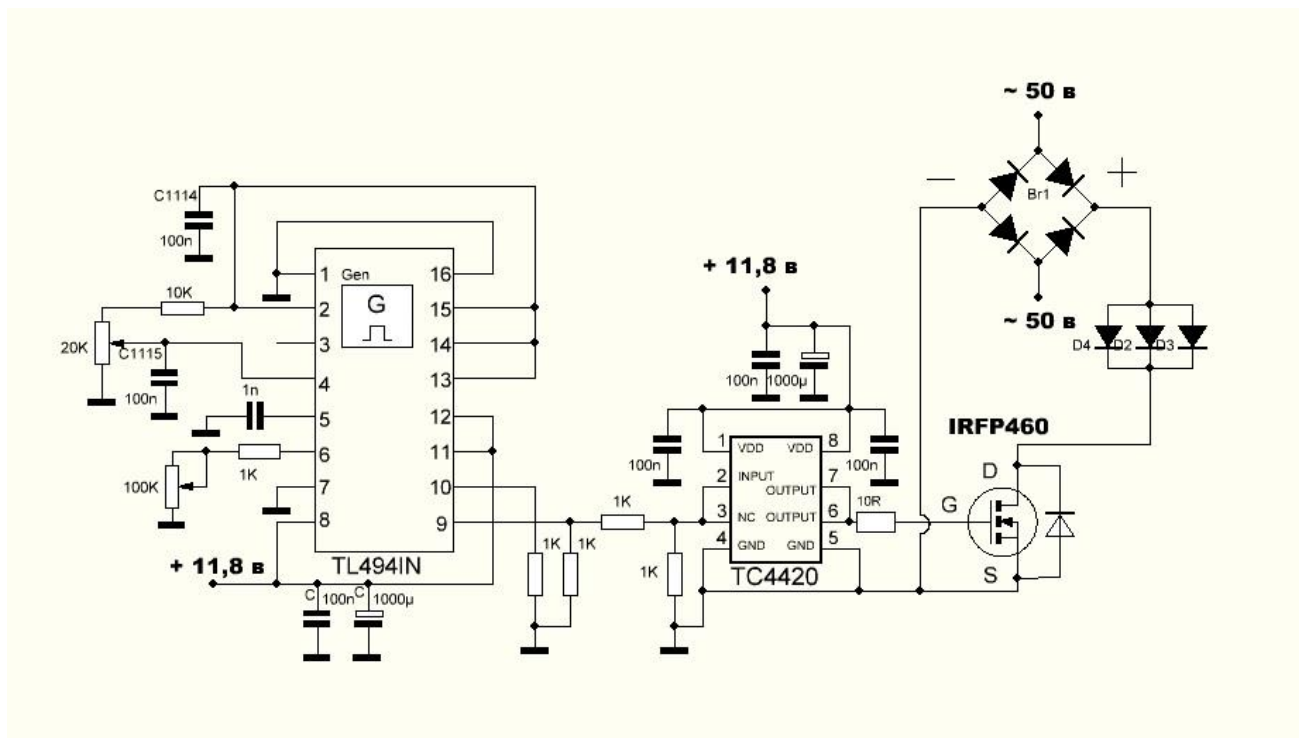 ~ 50 в
—
+
Br1
~ 50 в
D4
D2
D3
C1114
100n
10K
20K
C1115
100n
1n
1K
100K
1
2
3
4
5
6
7
8
Gen
G
16
15
14
13
12
11
10
9
TL494IN
+ 11,8 в
C
100n
C
1000µ
1K
1K
1K
1K
+ 11,8 в
100n
1000µ
100n
100n
1
VDD
VDD
8
2
INPUT
7
OUTPUT
3
NC
OUTPUT
6
4
GND
GND
5
TC4420
10R
IRFP460
D
G
S